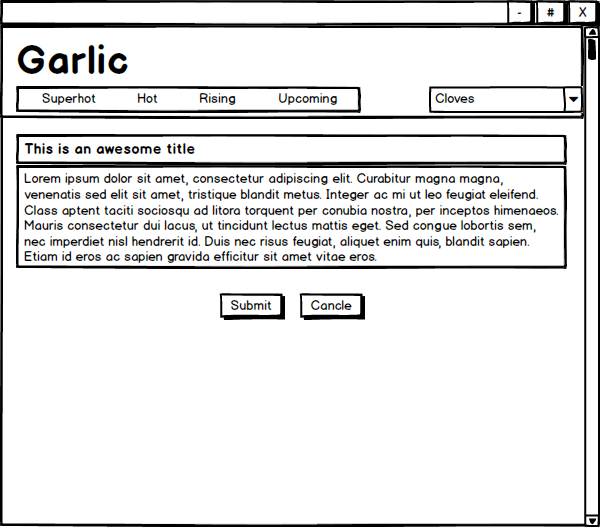 - # X
Garlic
Superhot Hot Rising Upcoming
Cloves
This is an awesome title
Lorem ipsum dolor sit amet, consectetur adipiscing elit. Curabitur magna magna,
venenatis sed elit sit amet, tristique blandit metus. Integer ac mi ut leo feugiat eleifend.
Class aptent taciti sociosqu ad litora torquent per conubia nostra, per inceptos himenaeos.
Mauris consectetur dui lacus, ut tincidunt lectus mattis eget. Sed congue lobortis sem,
nec imperdiet nisl hendrerit id. Duis nec risus feugiat, aliquet enim quis, blandit sapien.
Etiam id eros ac sapien gravida efficitur sit amet vitae eros.
Submit Cancle